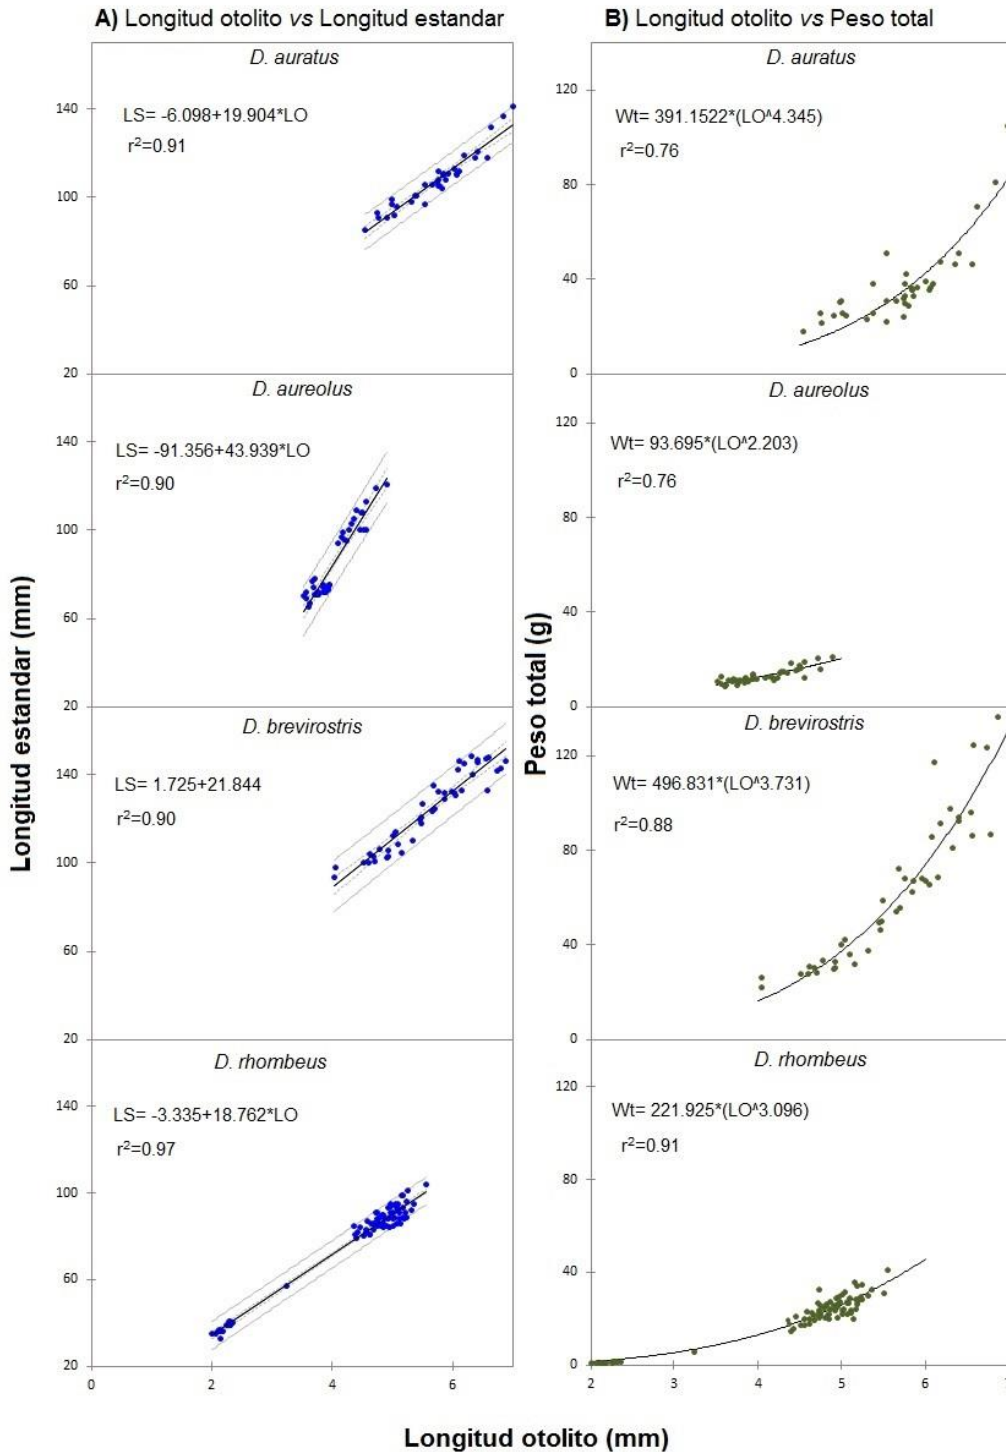 A) Longitud otolito vs Longitud estandar
B) Longitud otolito vs Peso total
D. auratus
LS= -6.098+19.904*LO
r²=0.91
140
100
60
20
D. auratus
Wt= 391.1522*(LO^4.345)
r²=0.76
120
80
40
0
D. aureolus
LS= -91.356+43.939*LO
r²=0.90
140
100
60
20
D. aureolus
Wt= 93.695*(LO^2.203)
r²=0.76
120
80
40
0
Longitud estandar (mm)
Peso total (g)
D. brevirostris
LS= 1.725+21.844
r²=0.90
140
100
60
20
D. brevirostris
Wt= 496.831*(LO^3.731)
r²=0.88
120
80
40
0
D. rhombeus
LS= -3.335+18.762*LO
r²=0.97
140
100
60
20
0 2 4 6
D. rhombeus
Wt= 221.925*(LO^3.096)
r²=0.91
120
80
40
0
2 3 4 5 6 7
Longitud otolito (mm)